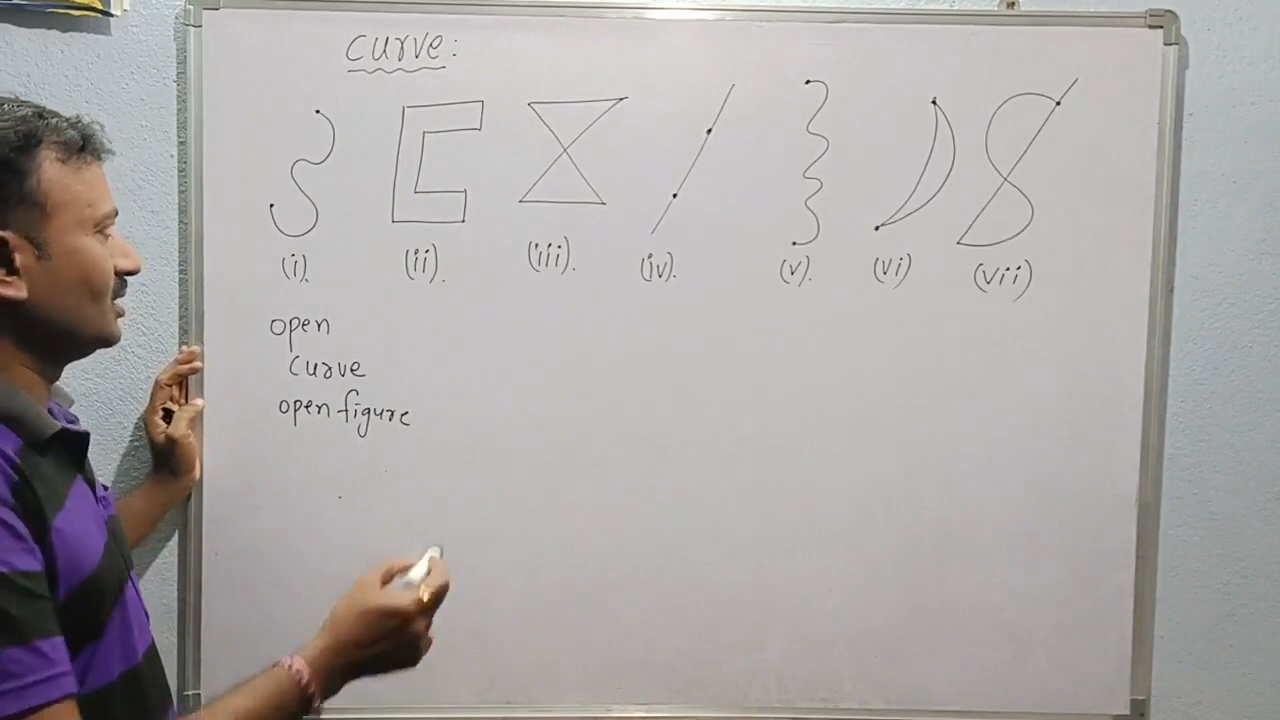 curve:
(i). (ii). (iii). (iv). (v). (vi) (vii)
open
curve
open figure